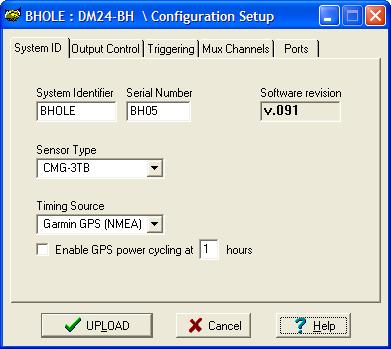 BHOLE : DM24-BH \ Configuration Setup
System ID Output Control Triggering Mux Channels Ports
System Identifier Serial Number Software revision
BHOLE BH05 v.091
Sensor Type
CMG-3TB
Timing Source
Garmin GPS (NMEA)
Enable GPS power cycling at 1 hours
UPLOAD Cancel Help